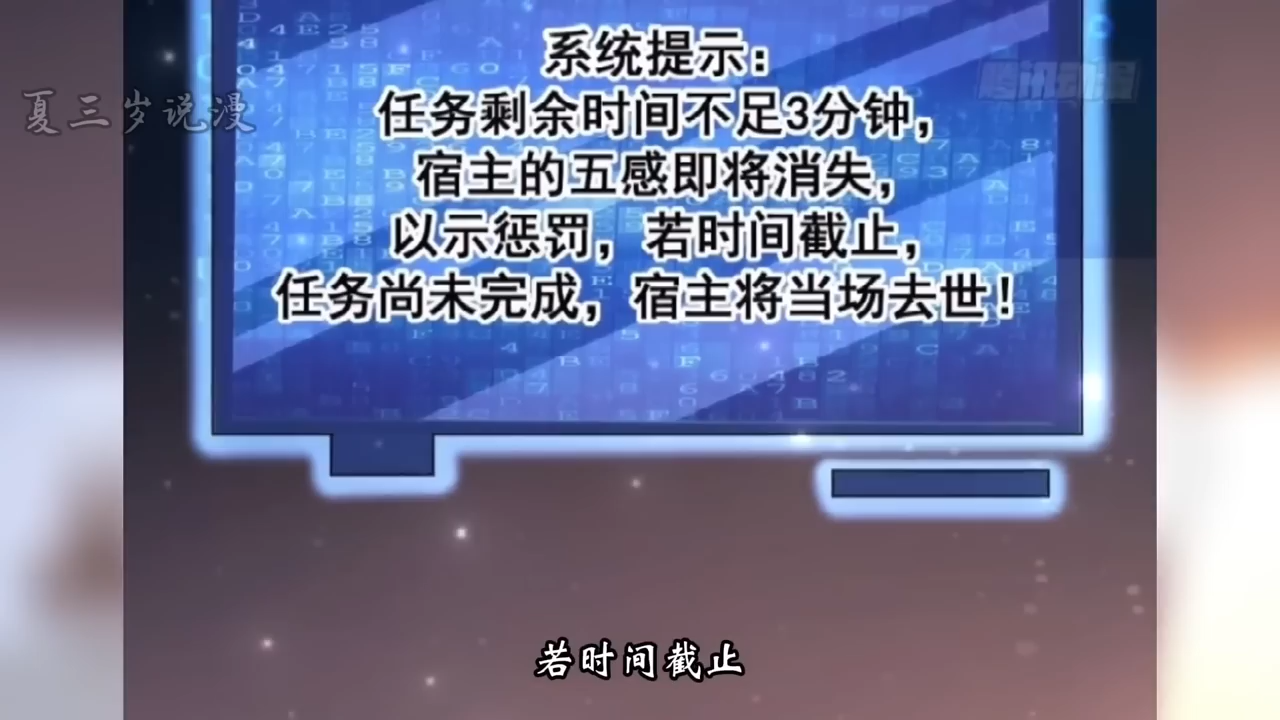 系统提示：
任务剩余时间不足3分钟，
宿主的五感即将消失，
以示惩罚，若时间截止，
任务尚未完成，宿主将当场去世！
夏三岁说漫
腾讯动漫
若时间截止